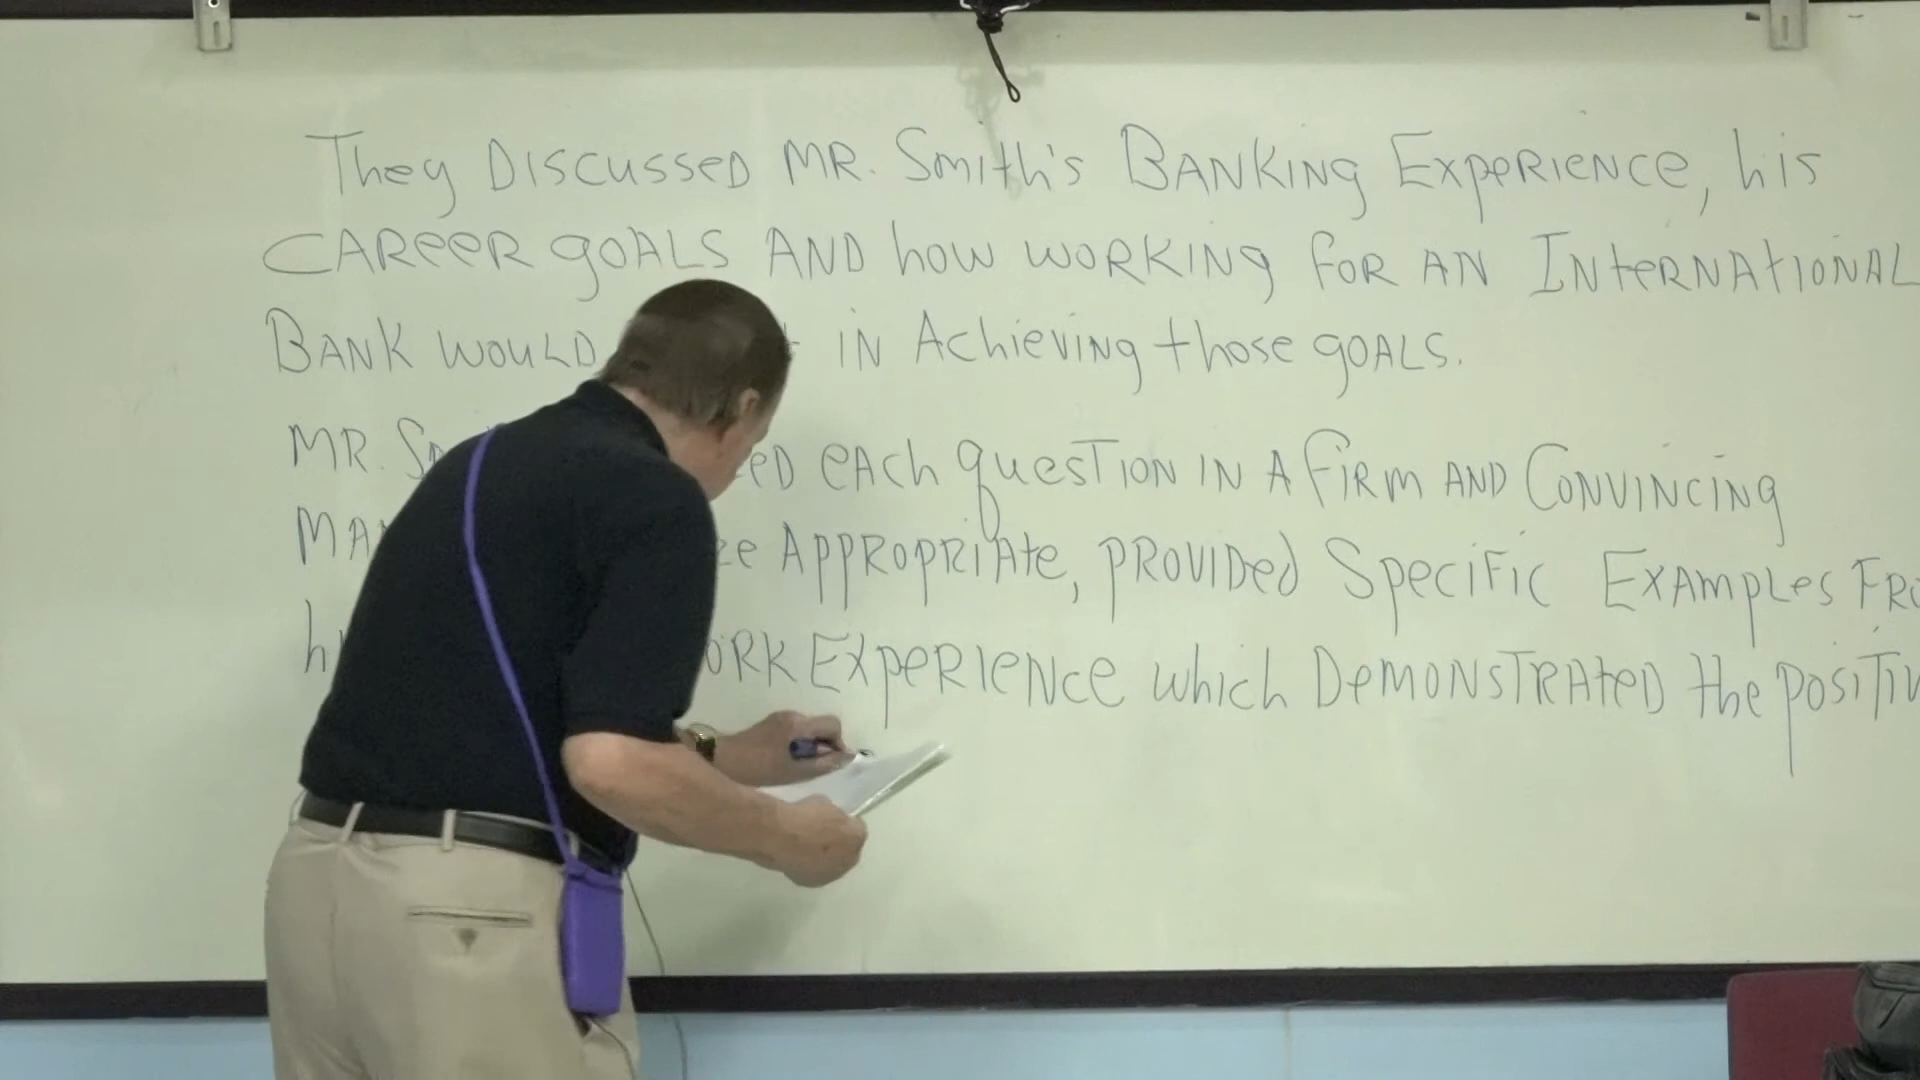 They DISCUSSED MR. Smith's BANKING ExpeRIENCE, his
CAReeR goALS AND how WORKING foR AN INteRNAtIONAL
BANK WOULD IN AchIeVINg those goALS.
MR. eACh questION IN A fIRm AND CONVINCINg
AppROpRIAte, pROVIDeD SpecIfIc ExAmpLes
ExpeRIeNce which DeMONSTRAteD the